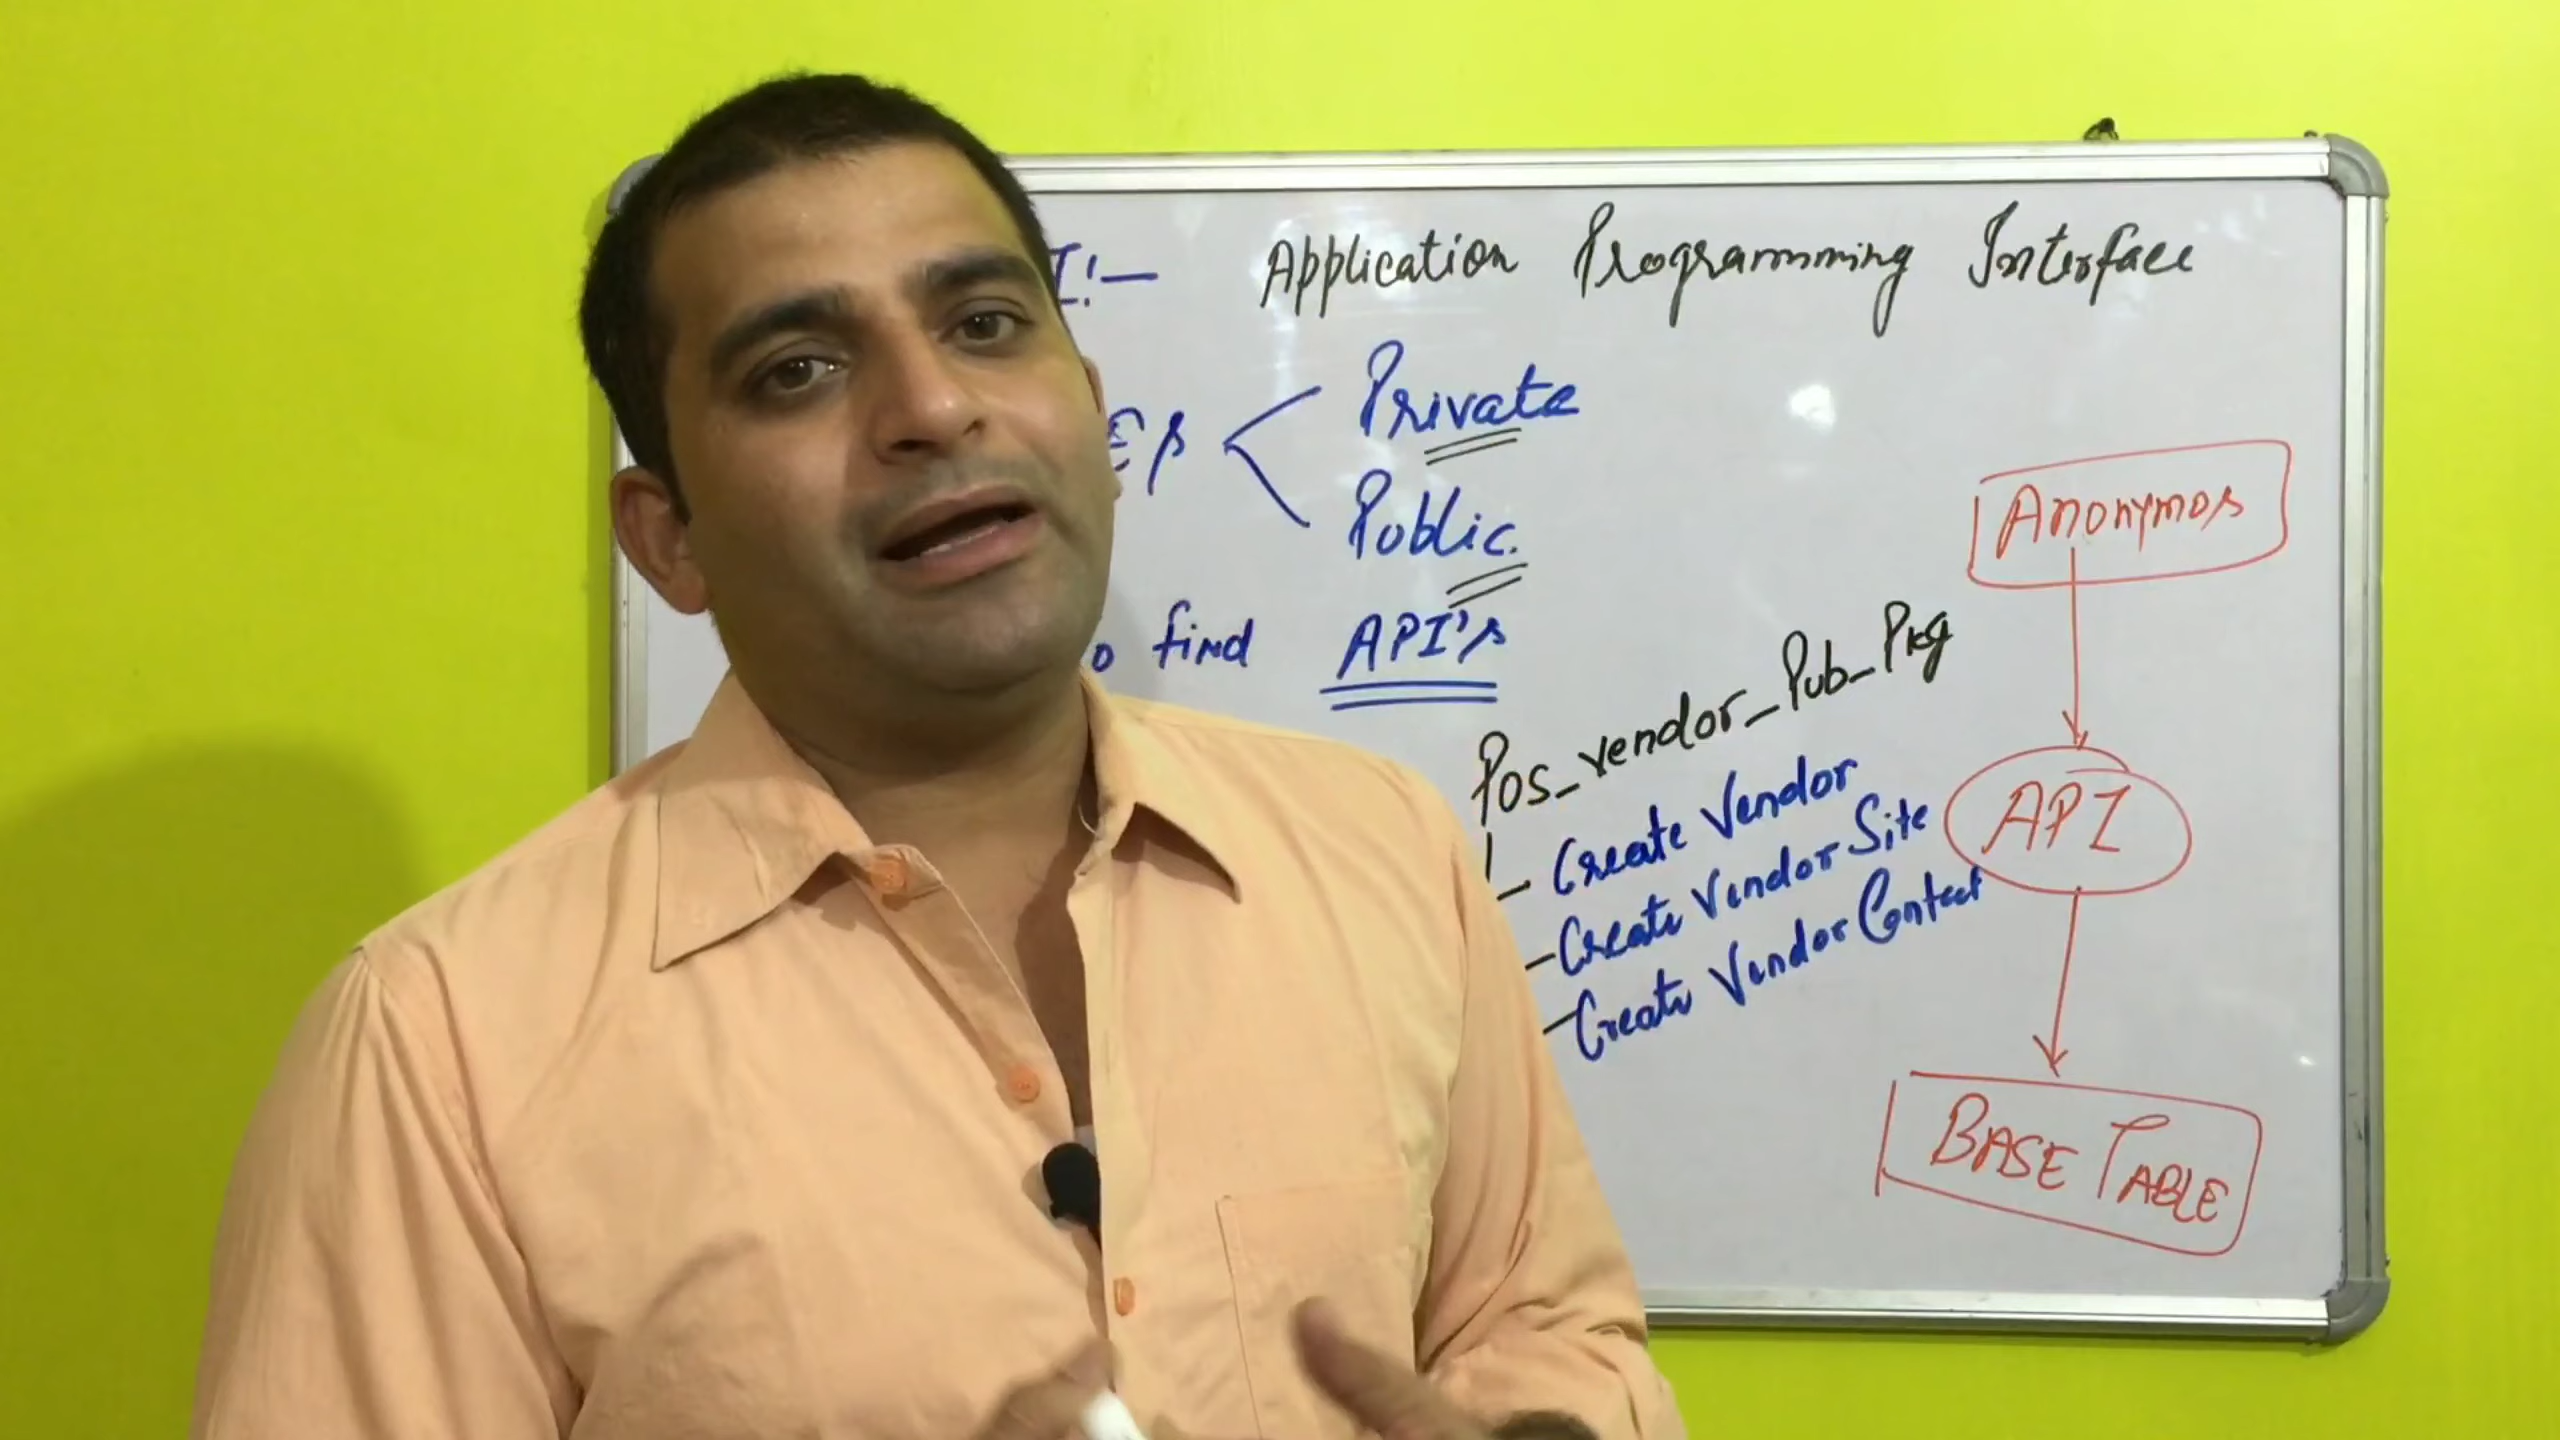 I:- Application Programming Interface
Private
Public.
find API's
Anonymos
Pos_vendor_Pub_Pkg
- Create Vendor
- Create Vendor Site
- Create Vendor Contact
API
BASE TABLE